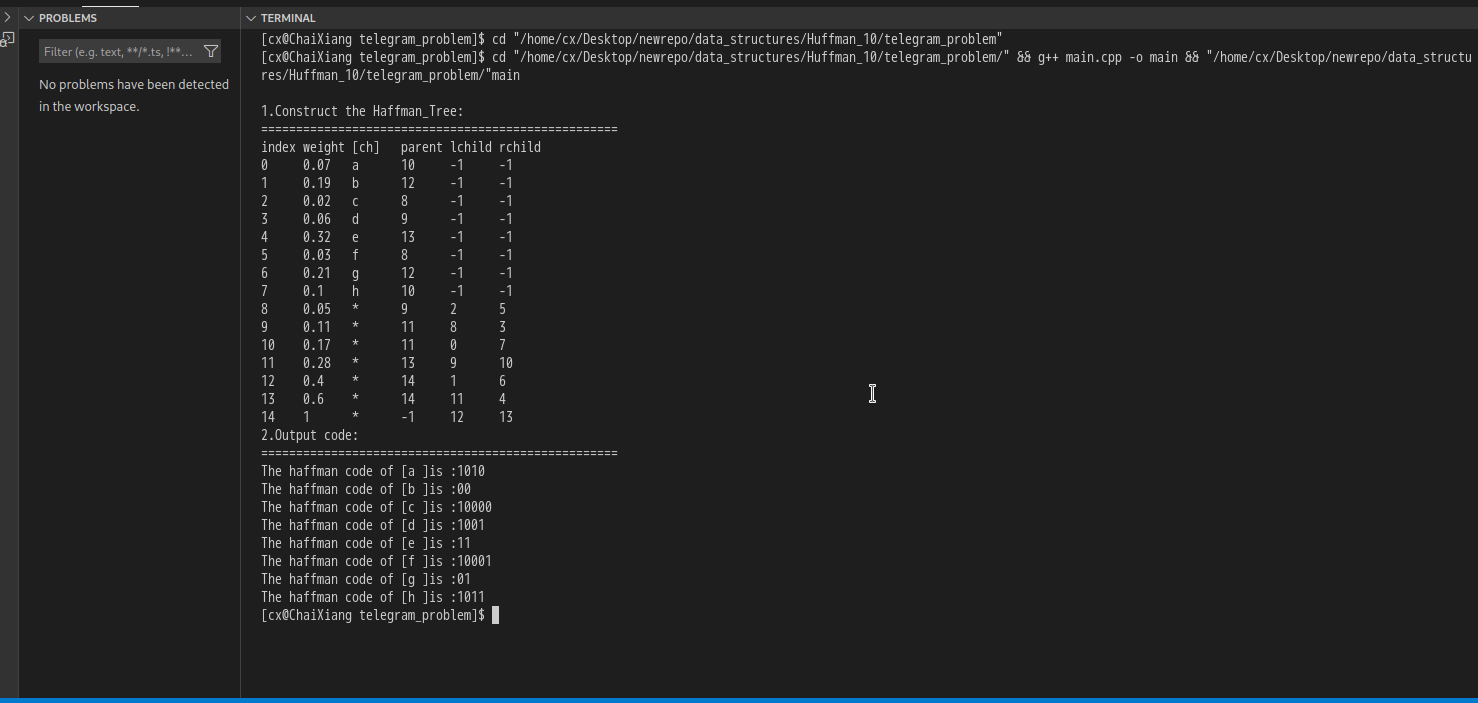 PROBLEMS
Filter (e.g. text, **/*.ts, !**...
No problems have been detected
in the workspace.
TERMINAL
[cx@ChaiXiang telegram_problem]$ cd "/home/cx/Desktop/newrepo/data_structures/Huffman_10/telegram_problem"
[cx@ChaiXiang telegram_problem]$ cd "/home/cx/Desktop/newrepo/data_structures/Huffman_10/telegram_problem/" && g++ main.cpp -o main && "/home/cx/Desktop/newrepo/data_structu
res/Huffman_10/telegram_problem/"main
1.Construct the Haffman_Tree:
===================================================
index weight [ch] parent lchild rchild
0 0.07 a 10 -1 -1
1 0.19 b 12 -1 -1
2 0.02 c 8 -1 -1
3 0.06 d 9 -1 -1
4 0.32 e 13 -1 -1
5 0.03 f 8 -1 -1
6 0.21 g 12 -1 -1
7 0.1 h 10 -1 -1
8 0.05 * 9 2 5
9 0.11 * 11 8 3
10 0.17 * 11 0 7
11 0.28 * 13 9 10
12 0.4 * 14 1 6
13 0.6 * 14 11 4
14 1 * -1 12 13
2.Output code:
===================================================
The haffman code of [a ]is :1010
The haffman code of [b ]is :00
The haffman code of [c ]is :10000
The haffman code of [d ]is :1001
The haffman code of [e ]is :11
The haffman code of [f ]is :10001
The haffman code of [g ]is :01
The haffman code of [h ]is :1011
[cx@ChaiXiang telegram_problem]$